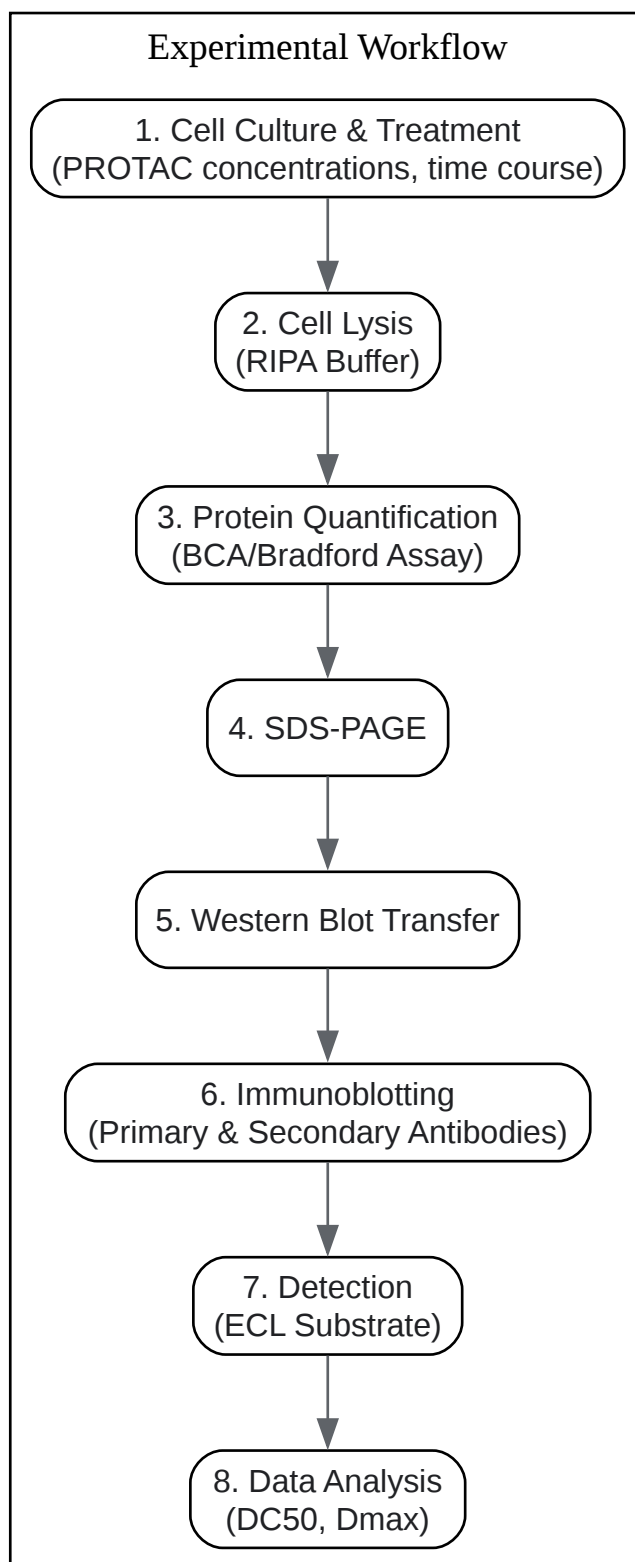 Experimental Workflow
1. Cell Culture & Treatment
(PROTAC concentrations, time course)
2. Cell Lysis
(RIPA Buffer)
3. Protein Quantification
(BCA/Bradford Assay)
4. SDS-PAGE
5. Western Blot Transfer
6. Immunoblotting
(Primary & Secondary Antibodies)
7. Detection
(ECL Substrate)
8. Data Analysis
(DC50, Dmax)